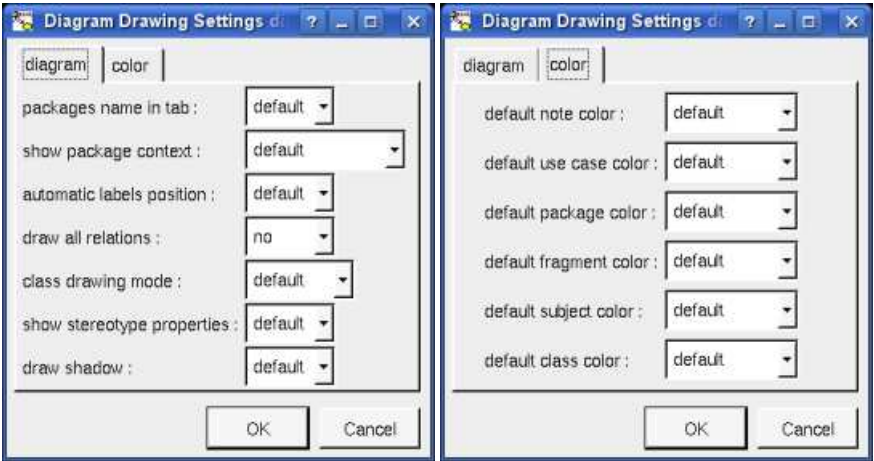 Diagram Drawing Settings
diagram
color
packages name in tab :
default
show package context :
default
automatic labels position :
default
draw all relations :
no
class drawing mode :
default
show stereotype properties :
default
draw shadow :
default
OK
Cancel
Diagram Drawing Settings
diagram
color
default note color :
default
default use case color :
default
default package color :
default
default fragment color :
default
default subject color :
default
default class color :
default
OK
Cancel